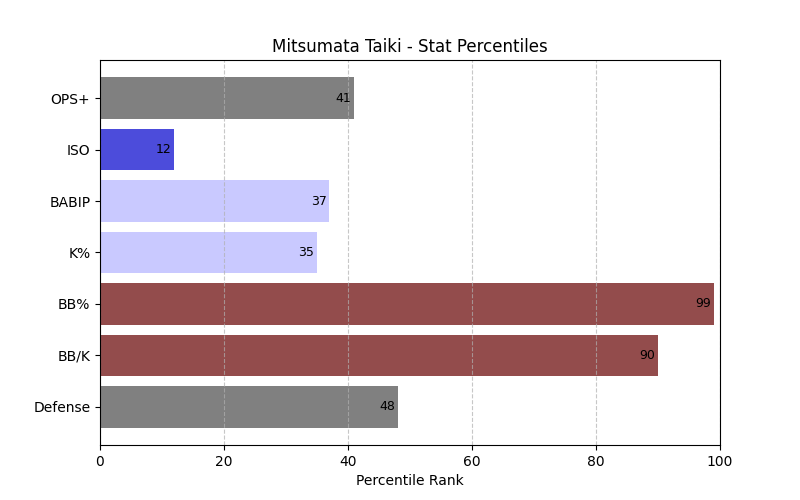 Mitsumata Taiki - Stat Percentiles
OPS+ 41
ISO 12
BABIP 37
K% 35
BB% 99
BB/K 90
Defense 48
0 20 40 60 80 100
Percentile Rank